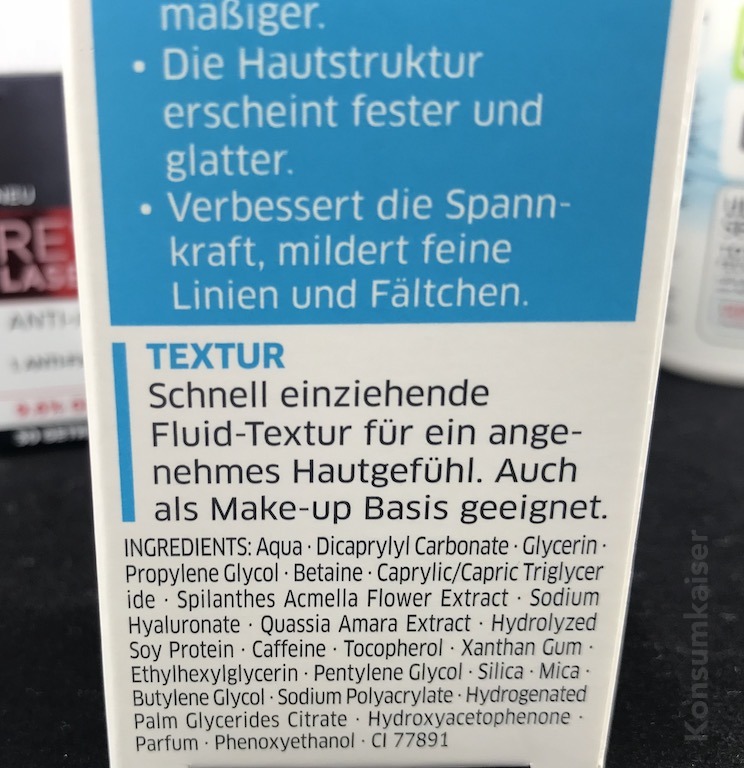 mäßiger.
• Die Hautstruktur
erscheint fester und
glatter.
• Verbessert die Spann-
kraft, mildert feine
Linien und Fältchen.
TEXTUR
Schnell einziehende
Fluid-Textur für ein ange-
nehmes Hautgefühl. Auch
als Make-up Basis geeignet.
INGREDIENTS: Aqua · Dicaprylyl Carbonate · Glycerin ·
Propylene Glycol · Betaine · Caprylic/Capric Triglycer
ide · Spilanthes Acmella Flower Extract · Sodium
Hyaluronate · Quassia Amara Extract · Hydrolyzed
Soy Protein · Caffeine · Tocopherol · Xanthan Gum ·
Ethylhexylglycerin · Pentylene Glycol · Silica · Mica ·
Butylene Glycol · Sodium Polyacrylate · Hydrogenated
Palm Glycerides Citrate · Hydroxyacetophenone ·
Parfum · Phenoxyethanol · CI 77891
NEU
RE
LAS
ANTI-
Konsumkaiser